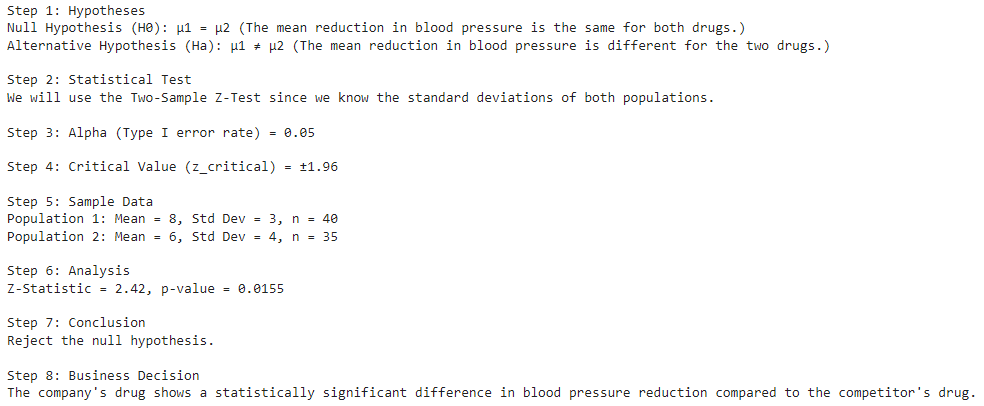 Step 1: Hypotheses
Null Hypothesis (H0): μ1 = μ2 (The mean reduction in blood pressure is the same for both drugs.)
Alternative Hypothesis (Ha): μ1 ≠ μ2 (The mean reduction in blood pressure is different for the two drugs.)
Step 2: Statistical Test
We will use the Two-Sample Z-Test since we know the standard deviations of both populations.
Step 3: Alpha (Type I error rate) = 0.05
Step 4: Critical Value (z_critical) = ±1.96
Step 5: Sample Data
Population 1: Mean = 8, Std Dev = 3, n = 40
Population 2: Mean = 6, Std Dev = 4, n = 35
Step 6: Analysis
Z-Statistic = 2.42, p-value = 0.0155
Step 7: Conclusion
Reject the null hypothesis.
Step 8: Business Decision
The company's drug shows a statistically significant difference in blood pressure reduction compared to the competitor's drug.